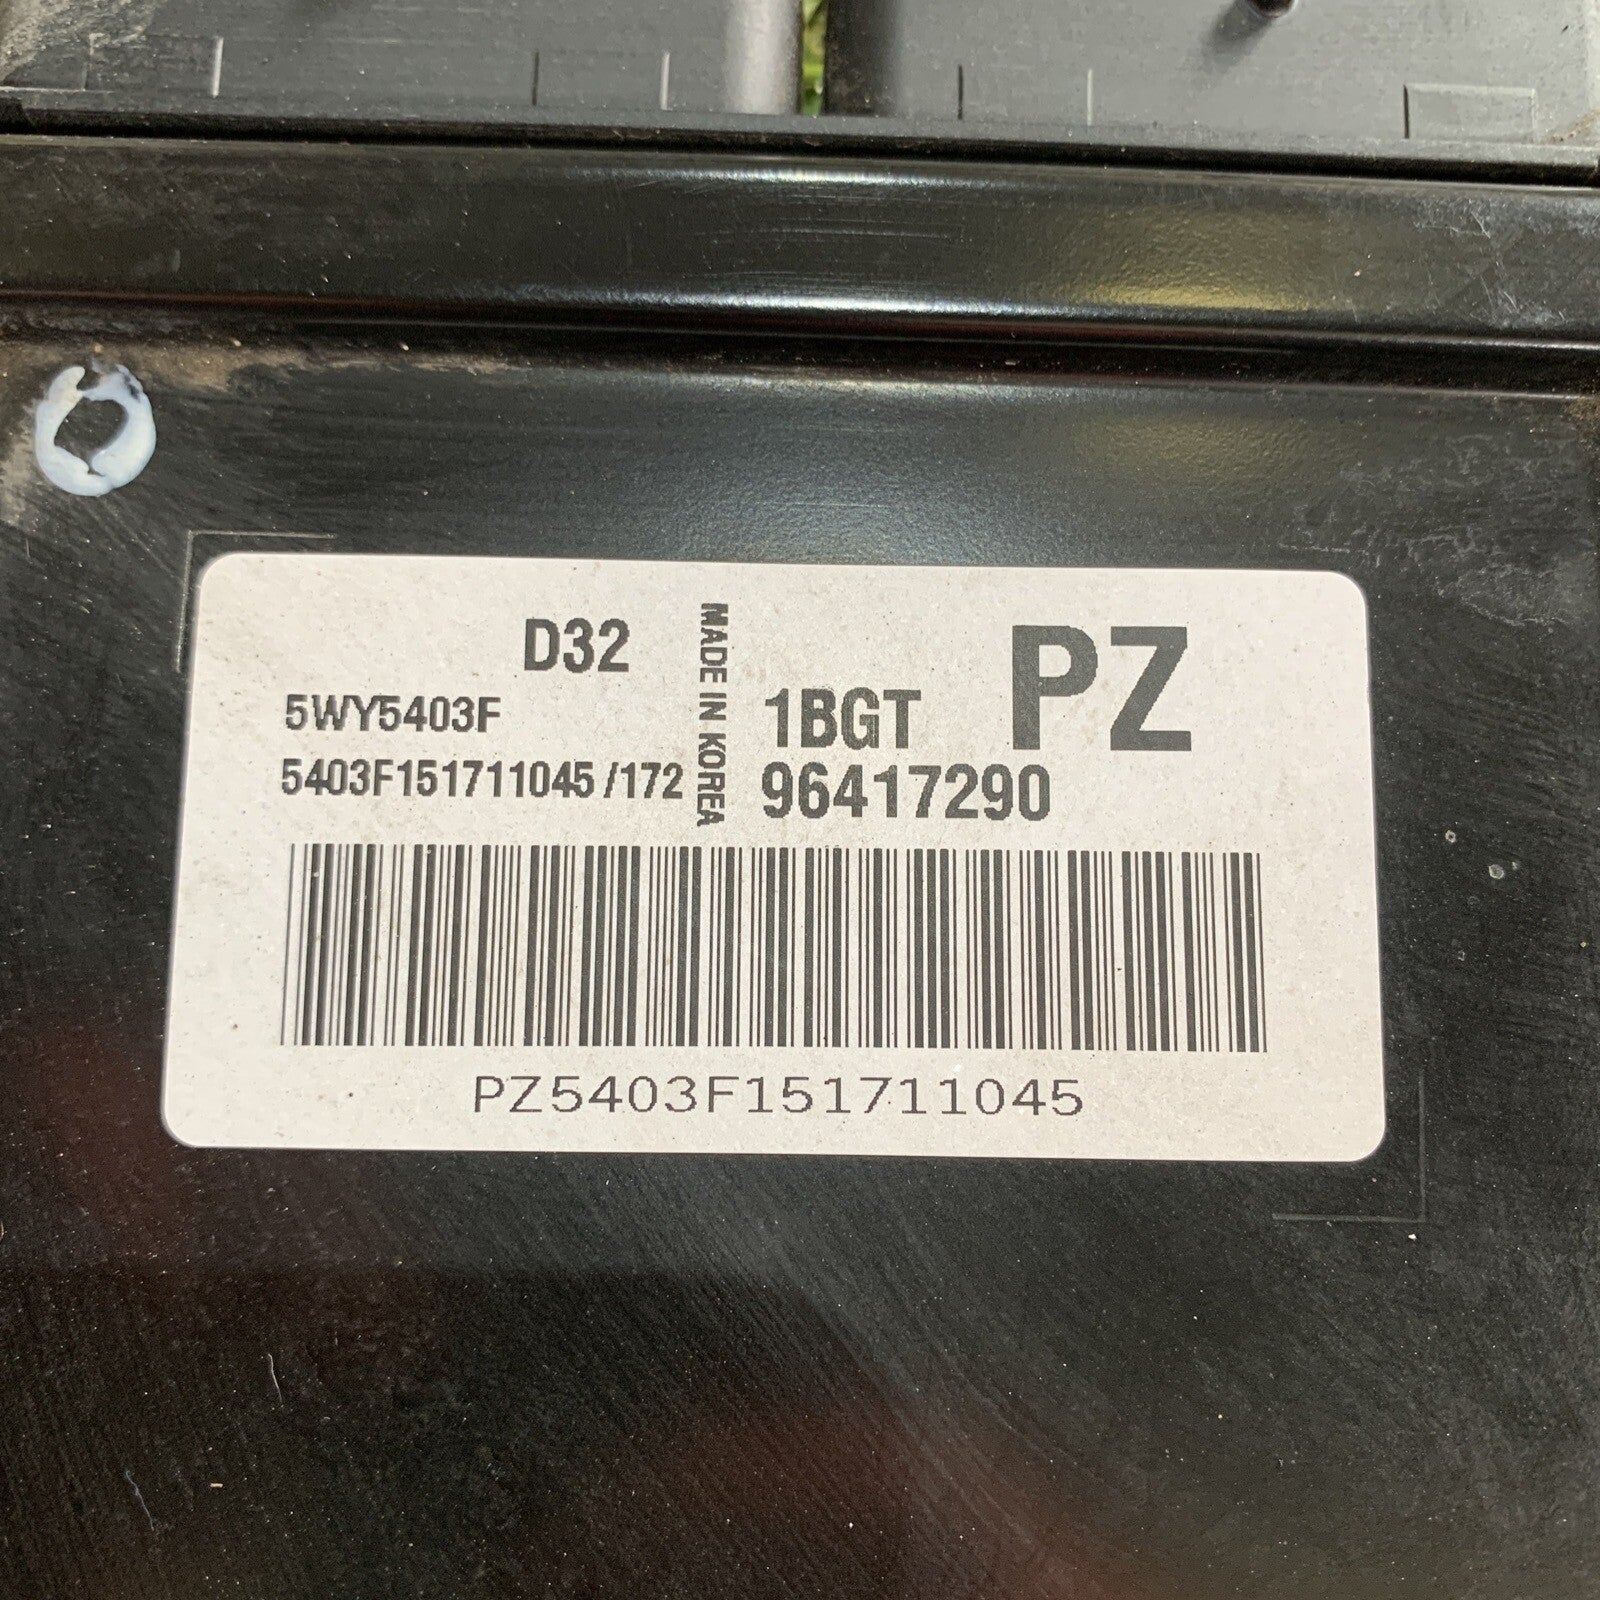 D32
5WY5403F
5403F151711045 /172
MADE IN KOREA
1BGT PZ
96417290
PZ5403F151711045